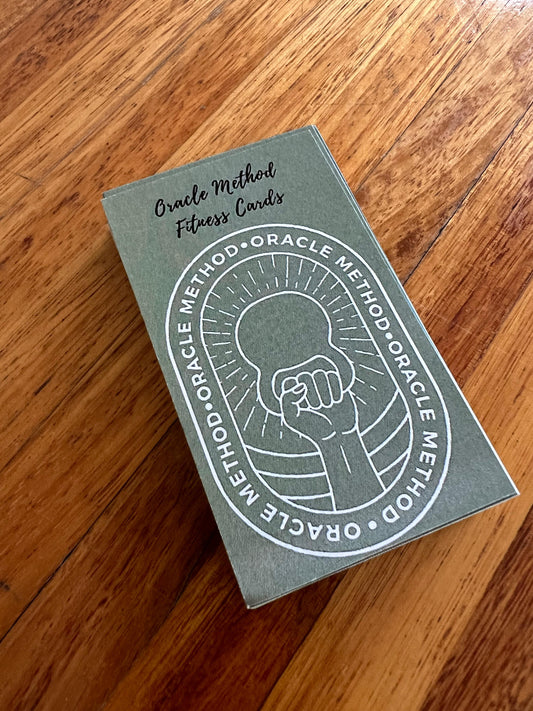 Oracle Method
Fitness Cards
ORACLE METHOD•ORACLE METHOD•ORACLE METHOD•ORACLE METHOD•